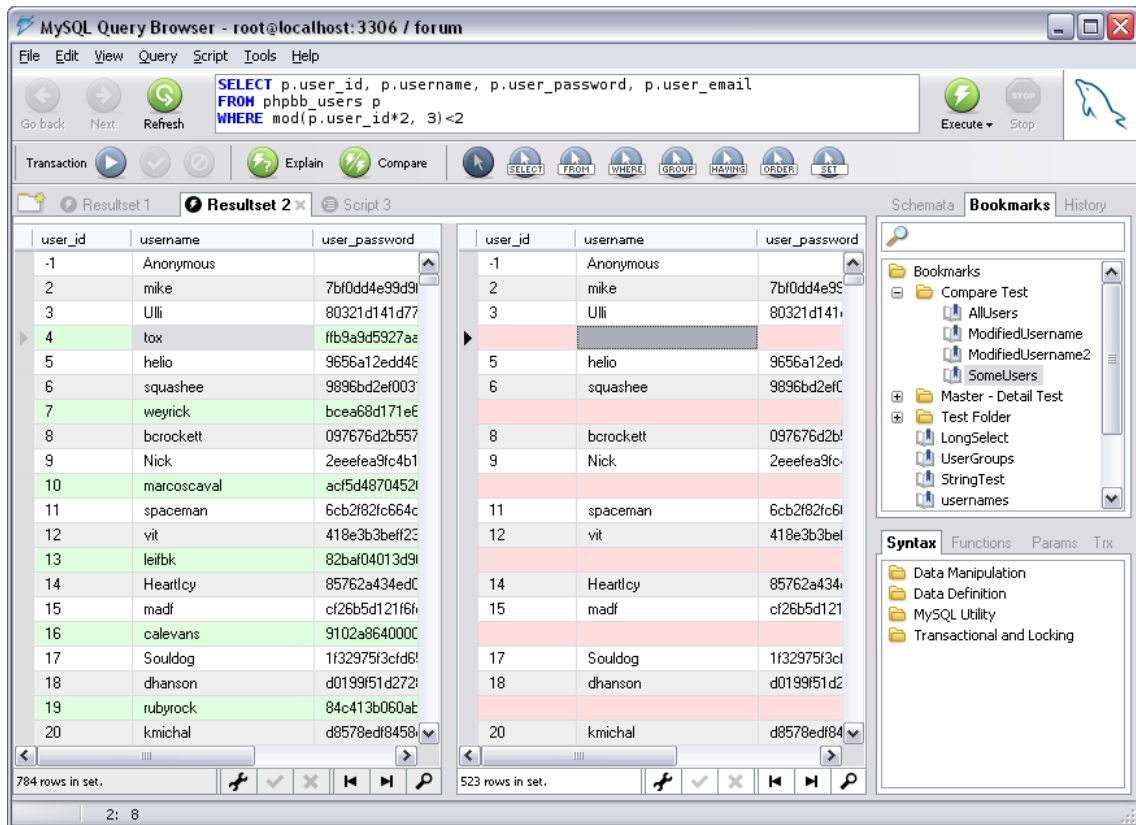 MySQL Query Browser - root@localhost:3306 / forum
File Edit View Query Script Tools Help
SELECT p.user_id, p.username, p.user_password, p.user_email
FROM phpbb_users p
WHERE mod(p.user_id*2, 3)<2
Go back Next Refresh Execute STOP Stop
Transaction Explain Compare SELECT FROM WHERE GROUP HAVING ORDER SET
Resultset 1 Resultset 2 Script 3
user_id username user_password
-1 Anonymous
2 mike 7bf0dd4e99d9
3 Ulli 80321d141d77
4 tox ffb9a9d5927aa
5 helio 9656a12edd48
6 squashee 9896bd2ef003
7 weyrick bcea68d171e
8 bcrockett 097676d2b557
9 Nick 2eeefea9fc4b1
10 marcoscaval acf5d4870452
11 spaceman 6cb2f82fc664c
12 vit 418e3b3beff23
13 leifbk 82baf04013d9
14 HeartIcy 85762a434ed
15 madf cf26b5d121f6f
16 calevans 9102a864000
17 Souldog 1f32975f3cfd6
18 dhanson d0199f51d272
19 rubyrock 84c413b060ab
20 kmichal d8578edf8458
784 rows in set.
user_id username user_password
-1 Anonymous
2 mike 7bf0dd4e99
3 Ulli 80321d141
5 helio 9656a12ed
6 squashee 9896bd2ef
8 bcrockett 097676d2b
9 Nick 2eeefea9fc
11 spaceman 6cb2f82fc6
12 vit 418e3b3be
14 HeartIcy 85762a434
15 madf cf26b5d121
17 Souldog 1f32975f3c
18 dhanson d0199f51d2
20 kmichal d8578edf84
523 rows in set.
Schemata Bookmarks History
Bookmarks
Compare Test
AllUsers
ModifiedUsername
ModifiedUsername2
SomeUsers
Master - Detail Test
Test Folder
LongSelect
UserGroups
StringTest
usernames
Syntax Functions Params Trx
Data Manipulation
Data Definition
MySQL Utility
Transactional and Locking
2: 8